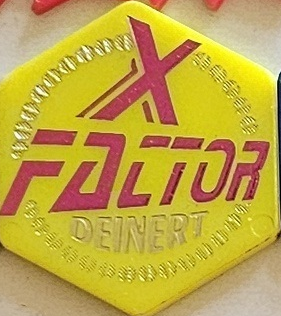 X
FACTOR
DEINERT